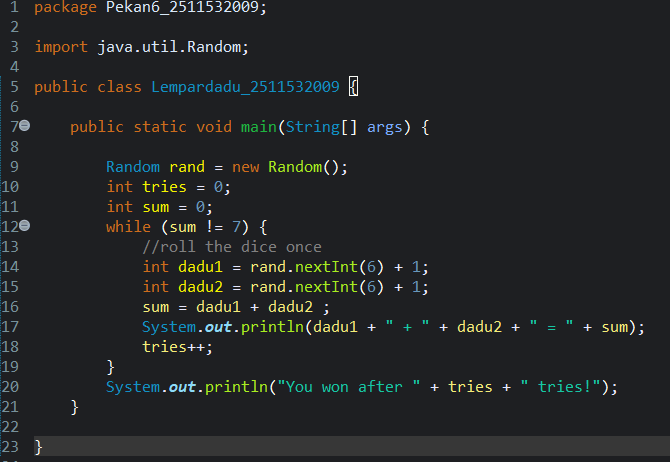 1 package Pekan6_2511532009;
2
3 import java.util.Random;
4
5 public class Lempardadu_2511532009 {
6
7     public static void main(String[] args) {
8
9         Random rand = new Random();
10         int tries = 0;
11         int sum = 0;
12         while (sum != 7) {
13             //roll the dice once
14             int dadu1 = rand.nextInt(6) + 1;
15             int dadu2 = rand.nextInt(6) + 1;
16             sum = dadu1 + dadu2 ;
17             System.out.println(dadu1 + " + " + dadu2 + " = " + sum);
18             tries++;
19         }
20         System.out.println("You won after " + tries + " tries!");
21     }
22
23 }